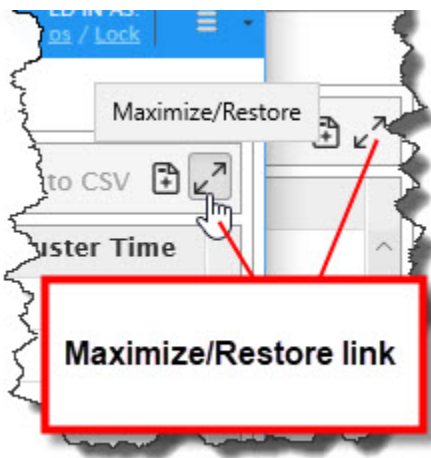 ED IN AS:
os / Lock
Maximize/Restore
to CSV
uster Time
Maximize/Restore link